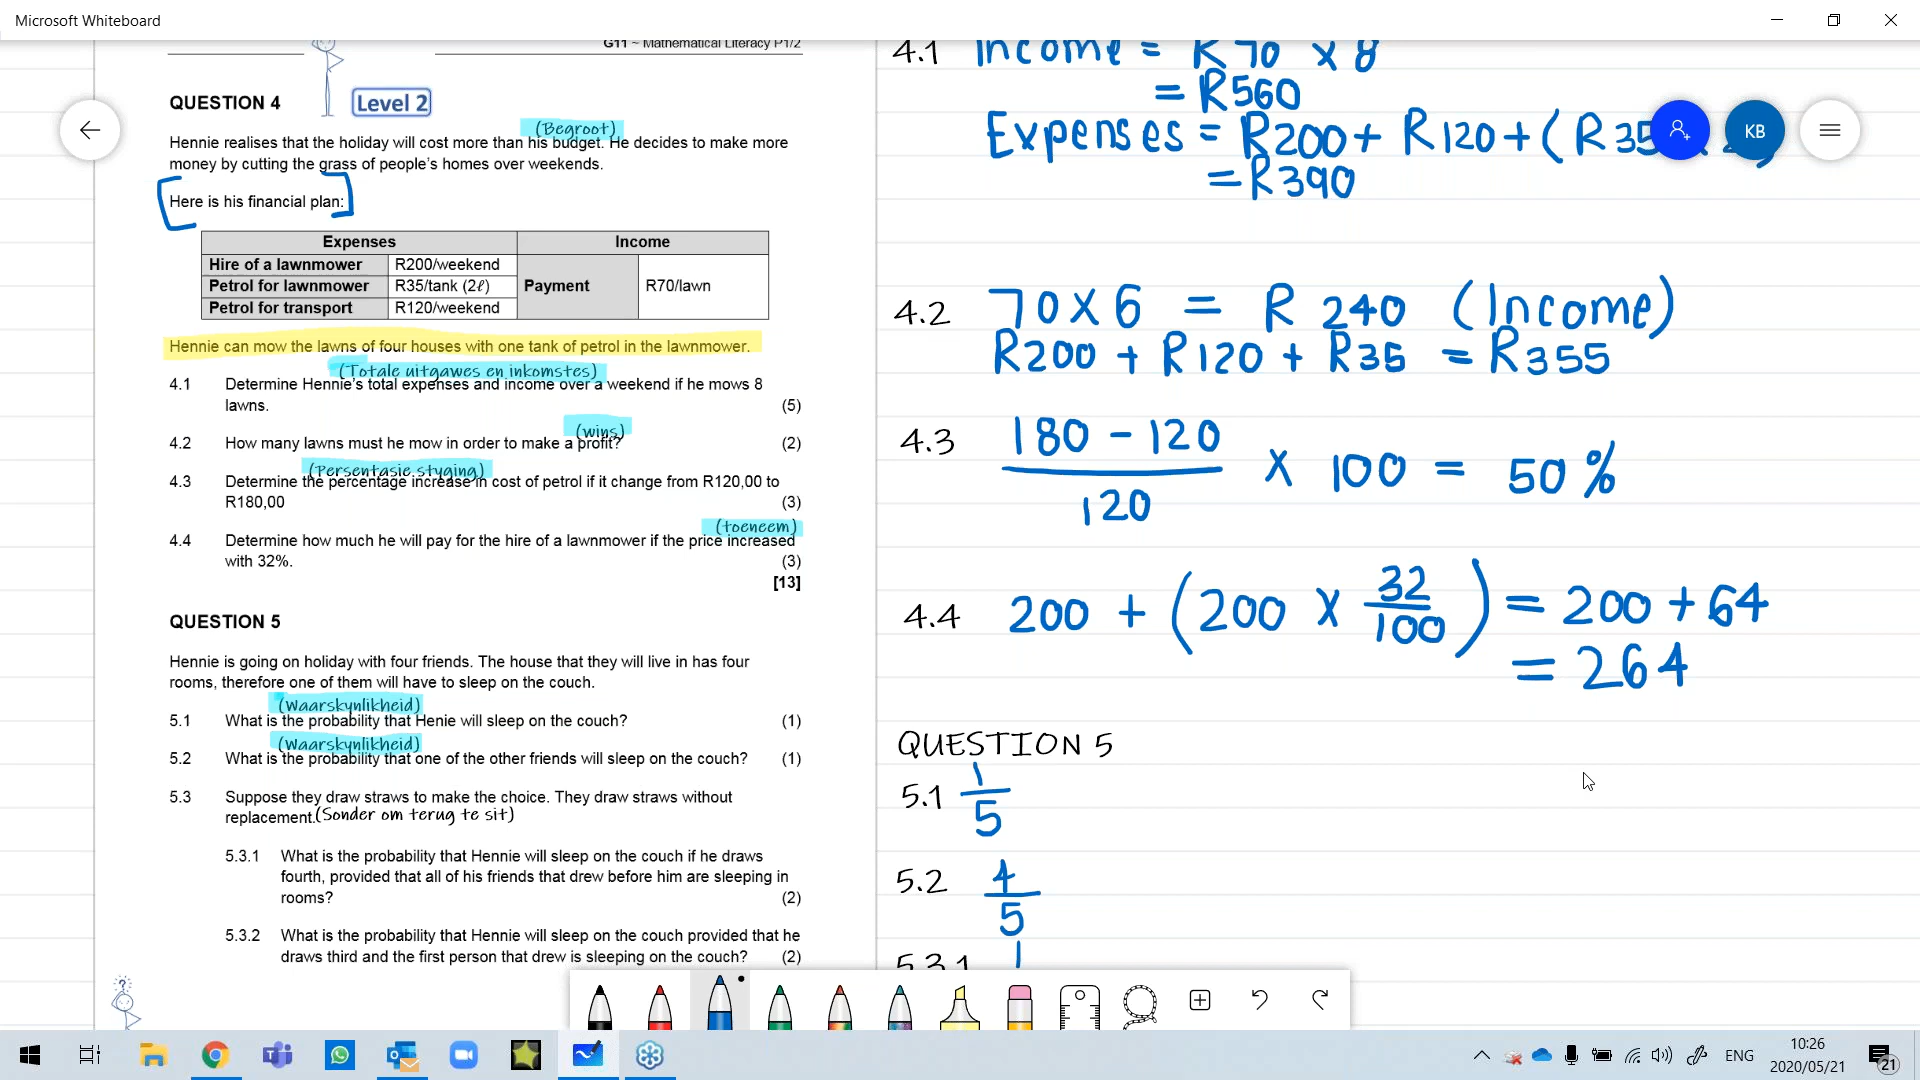 Microsoft Whiteboard
G11 ~ Mathematical Literacy P1/2
QUESTION 4
Level 2
(Begroot)
Hennie realises that the holiday will cost more than his budget. He decides to make more
money by cutting the grass of people's homes over weekends.
Here is his financial plan:
Expenses Income
Hire of a lawnmower R200/weekend
Petrol for lawnmower R35/tank (2ℓ) Payment R70/lawn
Petrol for transport R120/weekend
Hennie can mow the lawns of four houses with one tank of petrol in the lawnmower.
(Totale uitgawes en inkomstes)
4.1 Determine Hennie's total expenses and income over a weekend if he mows 8
lawns. (5)
(wins)
4.2 How many lawns must he mow in order to make a profit? (2)
(Persentasie styging)
4.3 Determine the percentage increase in cost of petrol if it change from R120,00 to
R180,00 (3)
(toeneem)
4.4 Determine how much he will pay for the hire of a lawnmower if the price increased
with 32%. (3)
[13]
QUESTION 5
Hennie is going on holiday with four friends. The house that they will live in has four
rooms, therefore one of them will have to sleep on the couch.
(Waarskynlikheid)
5.1 What is the probability that Henie will sleep on the couch? (1)
(Waarskynlikheid)
5.2 What is the probability that one of the other friends will sleep on the couch? (1)
5.3 Suppose they draw straws to make the choice. They draw straws without
replacement. (Sonder om terug te sit)
5.3.1 What is the probability that Hennie will sleep on the couch if he draws
fourth, provided that all of his friends that drew before him are sleeping in
rooms? (2)
5.3.2 What is the probability that Hennie will sleep on the couch provided that he
draws third and the first person that drew is sleeping on the couch? (2)
?
4.1 Income = R70 x 8
= R560
Expenses = R200 + R120 + (R35
= R390
4.2 70 x 6 = R 240 (Income)
R200 + R120 + R35 = R355
4.3 180 - 120
120
x 100 = 50 %
4.4 200 + (200 x 32/100) = 200 + 64
= 264
QUESTION 5
5.1 1/5
5.2 4/5
5.3.1 1
KB
ENG
10:26
2020/05/21
21